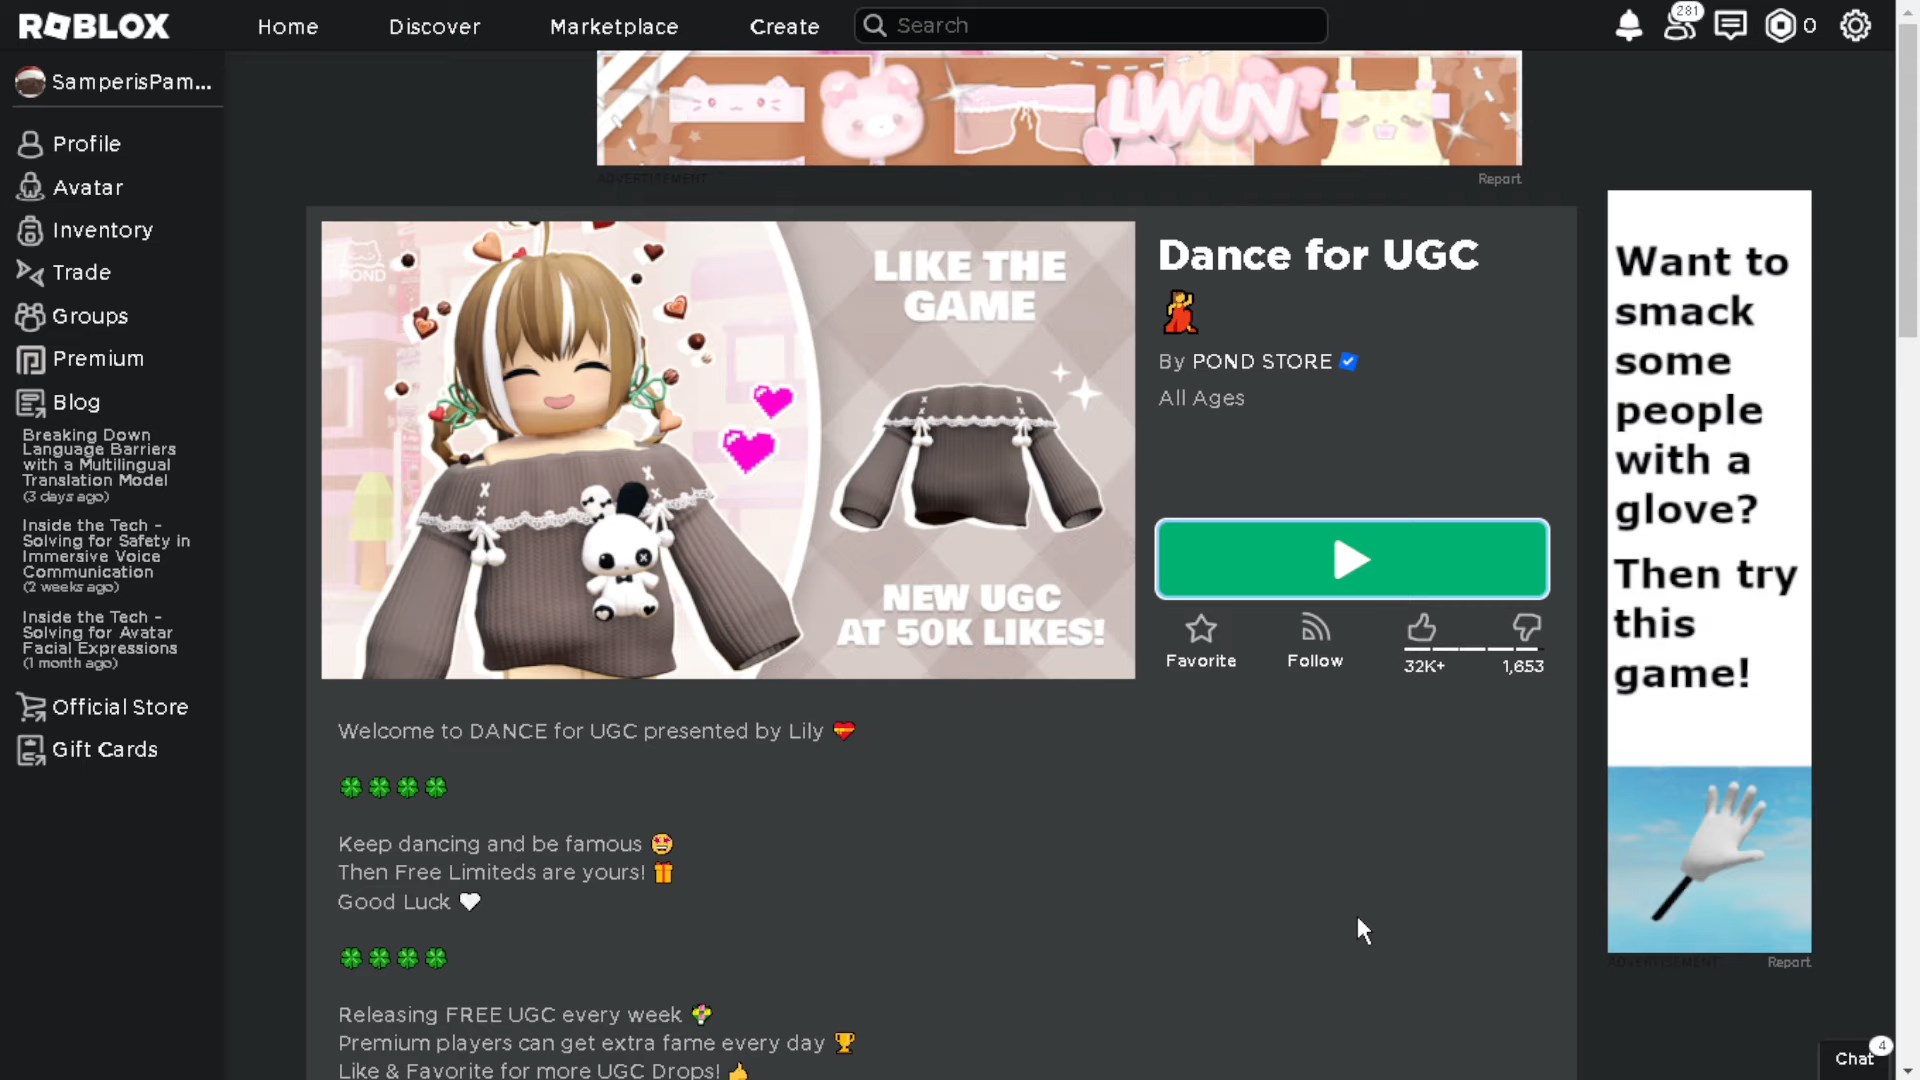 ROBLOX
Home
Discover
Marketplace
Create
Search
281
0
SamperisPam...
Profile
Avatar
Inventory
Trade
Groups
Premium
Blog
Breaking Down
Language Barriers
with a Multilingual
Translation Model
(3 days ago)
Inside the Tech -
Solving for Safety in
Immersive Voice
Communication
(2 weeks ago)
Inside the Tech -
Solving for Avatar
Facial Expressions
(1 month ago)
Official Store
Gift Cards
LWUN
ADVERTISEMENT
Report
POND
LIKE THE
GAME
NEW UGC
AT 50K LIKES!
Dance for UGC
By POND STORE
All Ages
Favorite
Follow
32K+
1,653
Welcome to DANCE for UGC presented by Lily 💝
🍀🍀🍀🍀
Keep dancing and be famous 🤩
Then Free Limiteds are yours! 🎁
Good Luck 🤍
🍀🍀🍀🍀
Releasing FREE UGC every week 💐
Premium players can get extra fame every day 🏆
Like & Favorite for more UGC Drops! 👍
Want to
smack
some
people
with a
glove?
Then try
this
game!
ADVERTISEMENT
Report
Chat
4